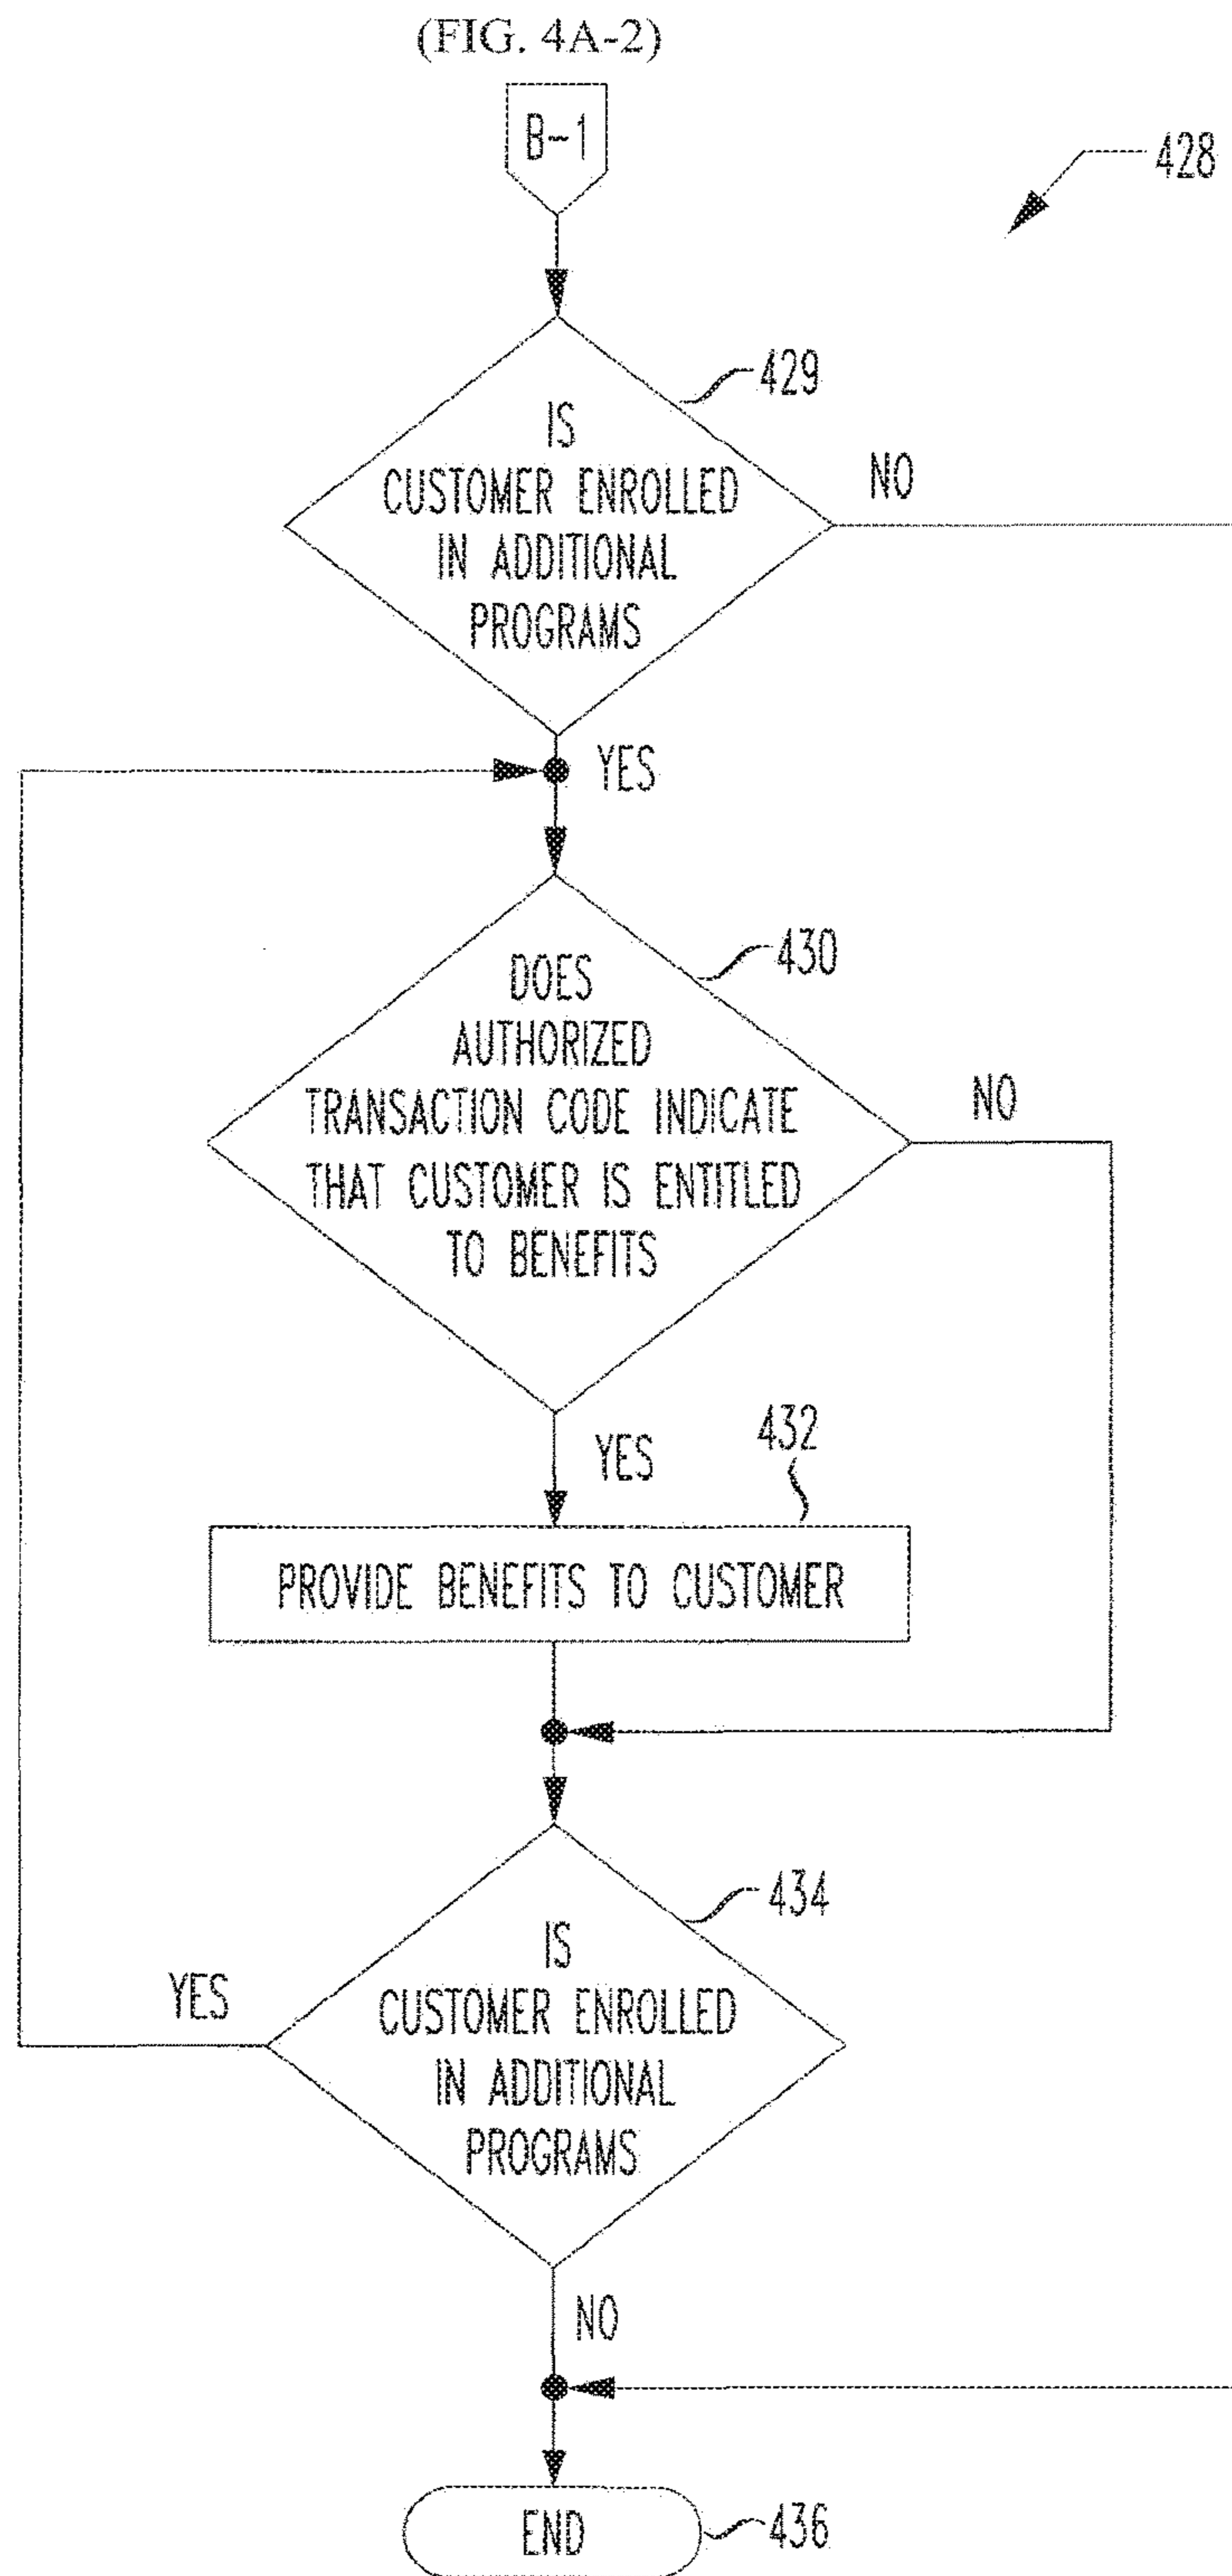 (FIG. 4A-2)
B-1
428
429
IS
CUSTOMER ENROLLED
IN ADDITIONAL
PROGRAMS
NO
YES
430
DOES
AUTHORIZED
TRANSACTION CODE INDICATE
THAT CUSTOMER IS ENTITLED
TO BENEFITS
NO
YES
432
PROVIDE BENEFITS TO CUSTOMER
434
IS
CUSTOMER ENROLLED
IN ADDITIONAL
PROGRAMS
YES
NO
END
436